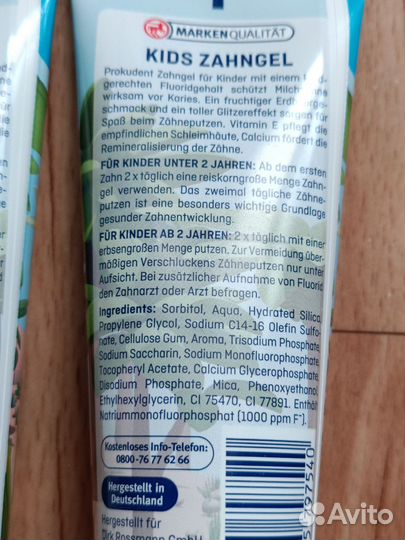 MARKENQUALITÄT
KIDS ZAHNGEL
Prokudent Zahngel für Kinder mit einem
gerechten Fluoridgehalt schützt
wirksam vor Karies. Ein fruchtiger
schmack und ein toller Glitzereffekt sorgen für
Spaß beim Zähneputzen. Vitamin E pflegt die
empfindlichen Schleimhäute, Calcium fördert die
Remineralisierung der Zähne.
FÜR KINDER UNTER 2 JAHREN: Ab dem ersten
Zahn 2 x täglich eine reiskorngroße Menge Zahn-
gel verwenden. Das zweimal tägliche Zähne-
putzen ist eine besonders wichtige Grundlage
gesunder Zahnentwicklung.
FÜR KINDER AB 2 JAHREN: 2 x täglich mit einer
erbsengroßen Menge putzen. Zur Vermeidung über-
mäßigen Verschluckens Zähneputzen nur unter
Aufsicht. Bei zusätzlicher Aufnahme von Fluorid
den Zahnarzt oder Arzt befragen.
Ingredients: Sorbitol, Aqua, Hydrated Silica,
Propylene Glycol, Sodium C14-16 Olefin Sulfo-
nate, Cellulose Gum, Aroma, Trisodium Phosphate,
Sodium Saccharin, Sodium Monofluorophosphate,
Tocopheryl Acetate, Calcium Glycerophosphate,
Disodium Phosphate, Mica, Phenoxyethanol,
Ethylhexylglycerin, CI 75470, CI 77891. Enthält
Natriummonofluorphosphat (1000 ppm F⁻).
Kostenloses Info-Telefon:
0800-76 77 62 66
Hergestellt in
Deutschland
Hergestellt für
Dirk Rossmann GmbH
Avito